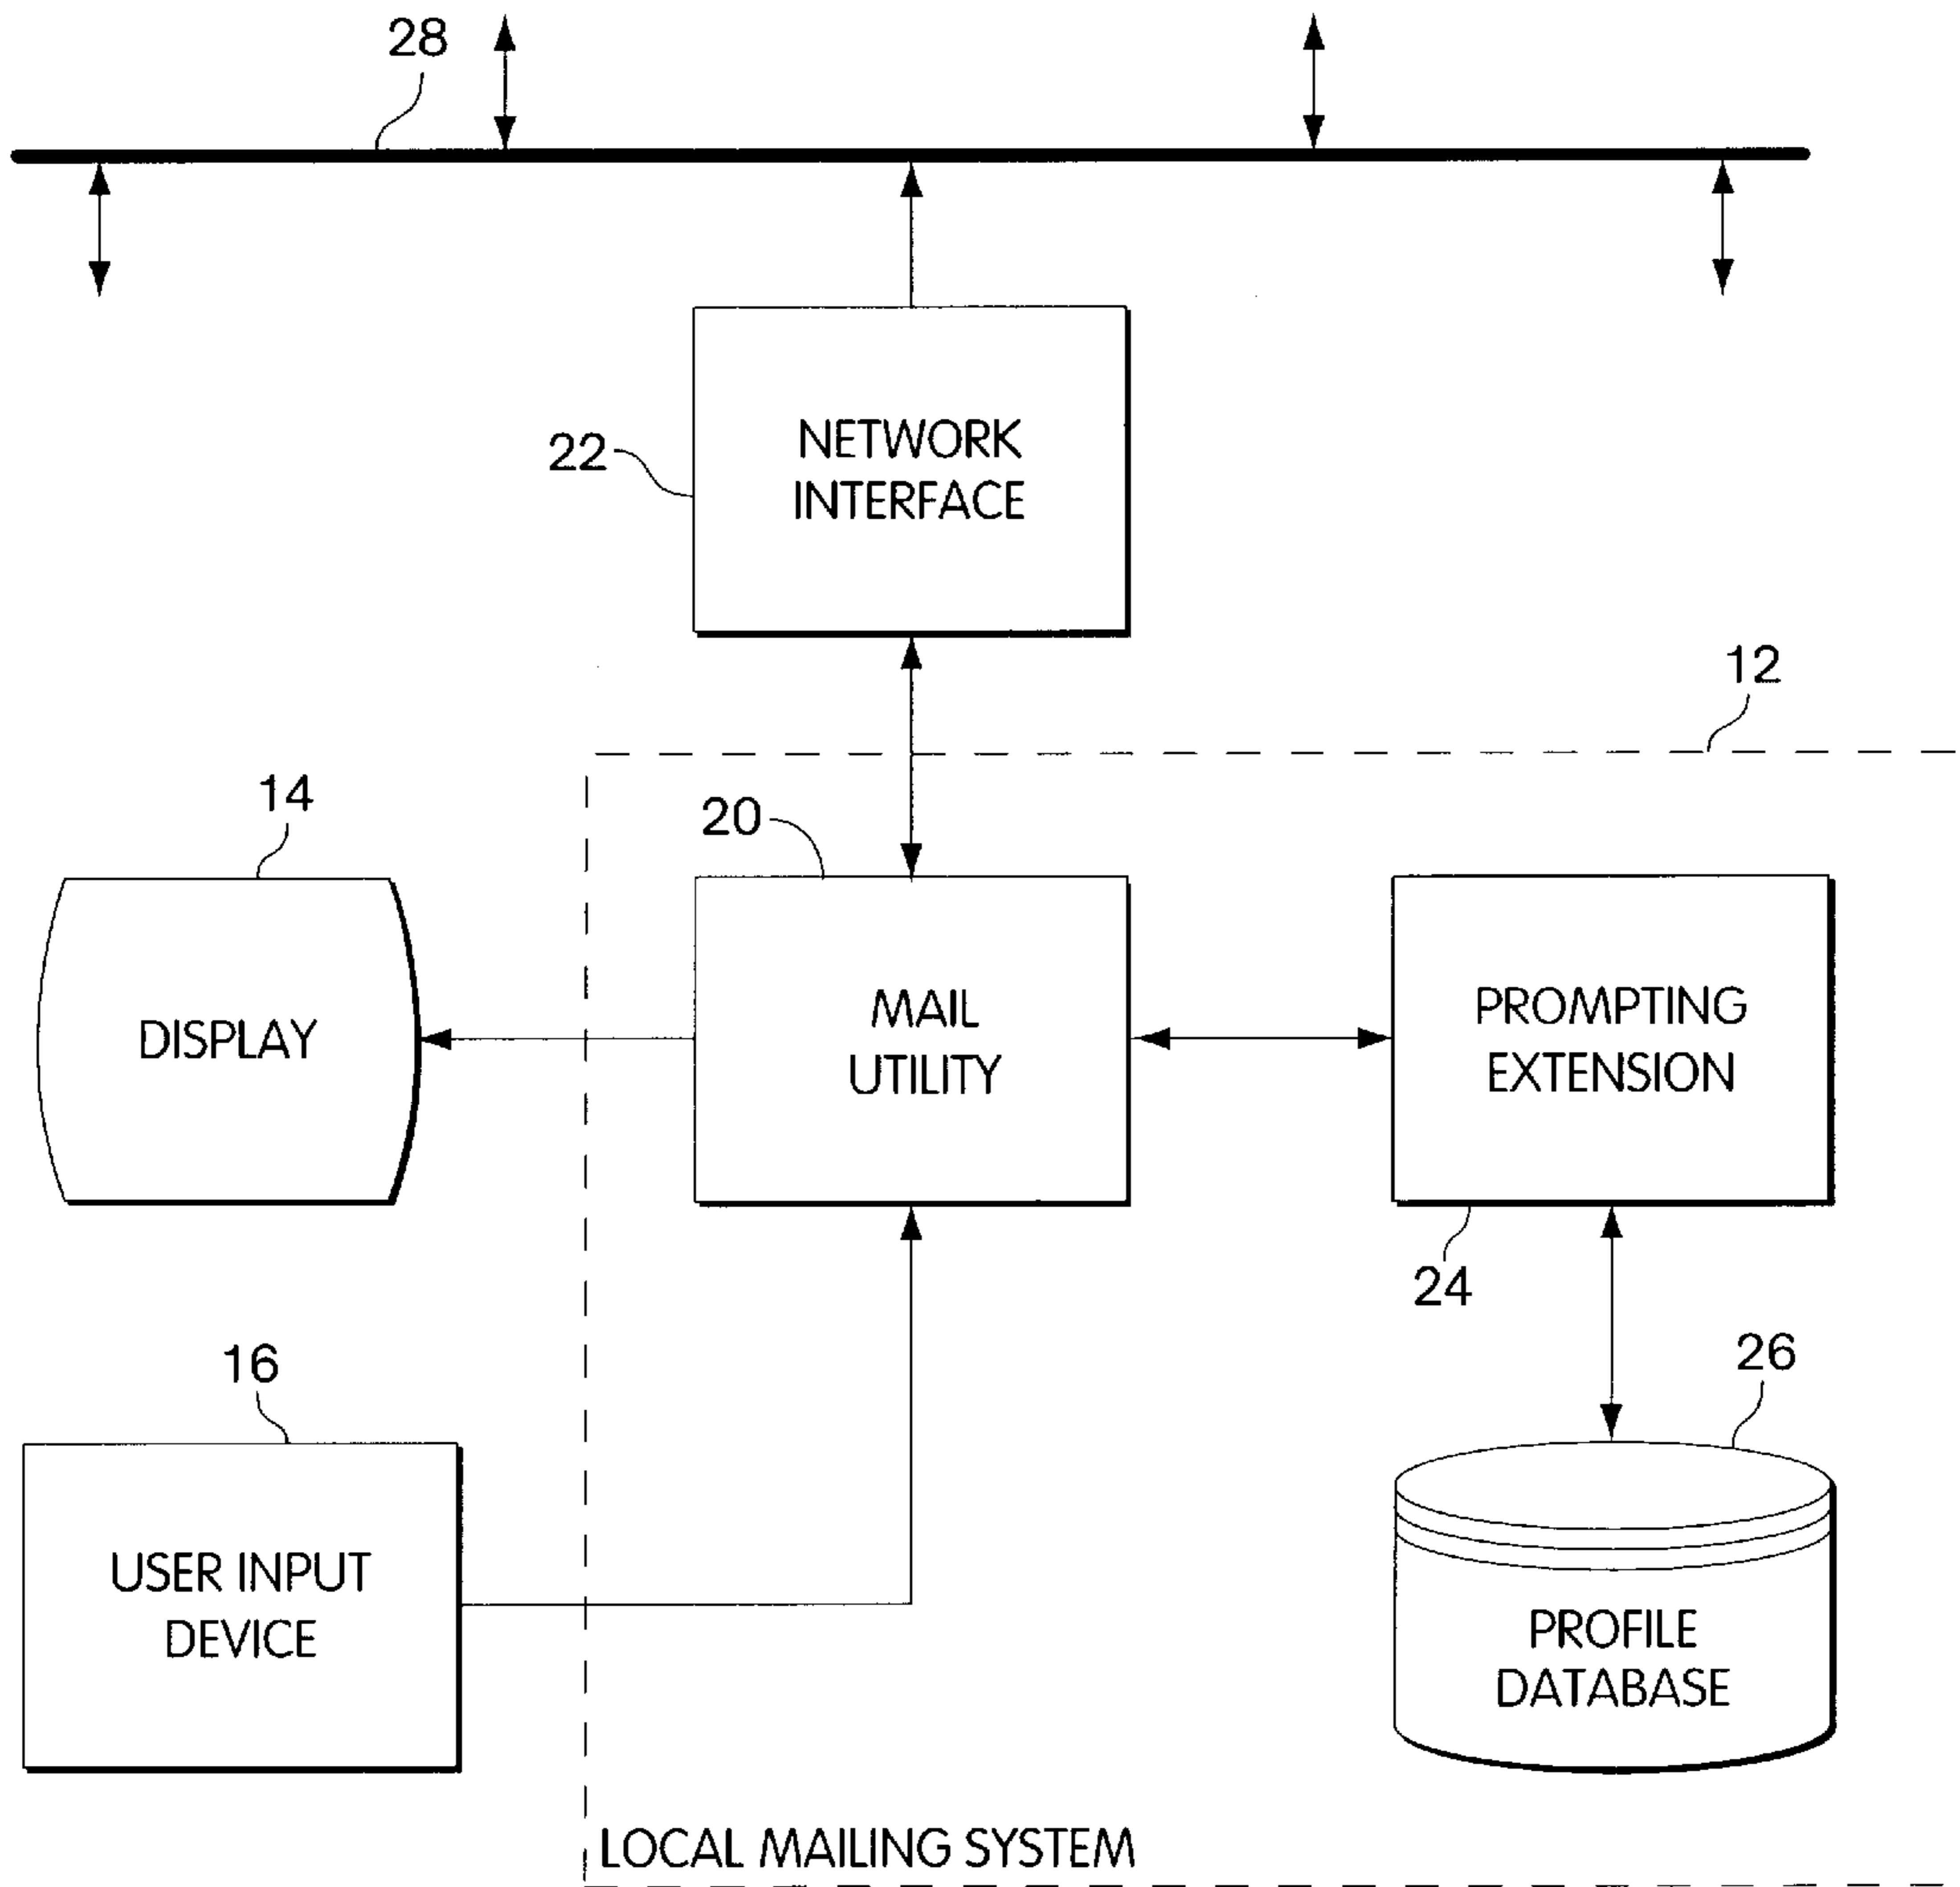 28
22
NETWORK
INTERFACE
12
14
20
DISPLAY
MAIL
UTILITY
PROMPTING
EXTENSION
24
16
26
USER INPUT
DEVICE
PROFILE
DATABASE
LOCAL MAILING SYSTEM